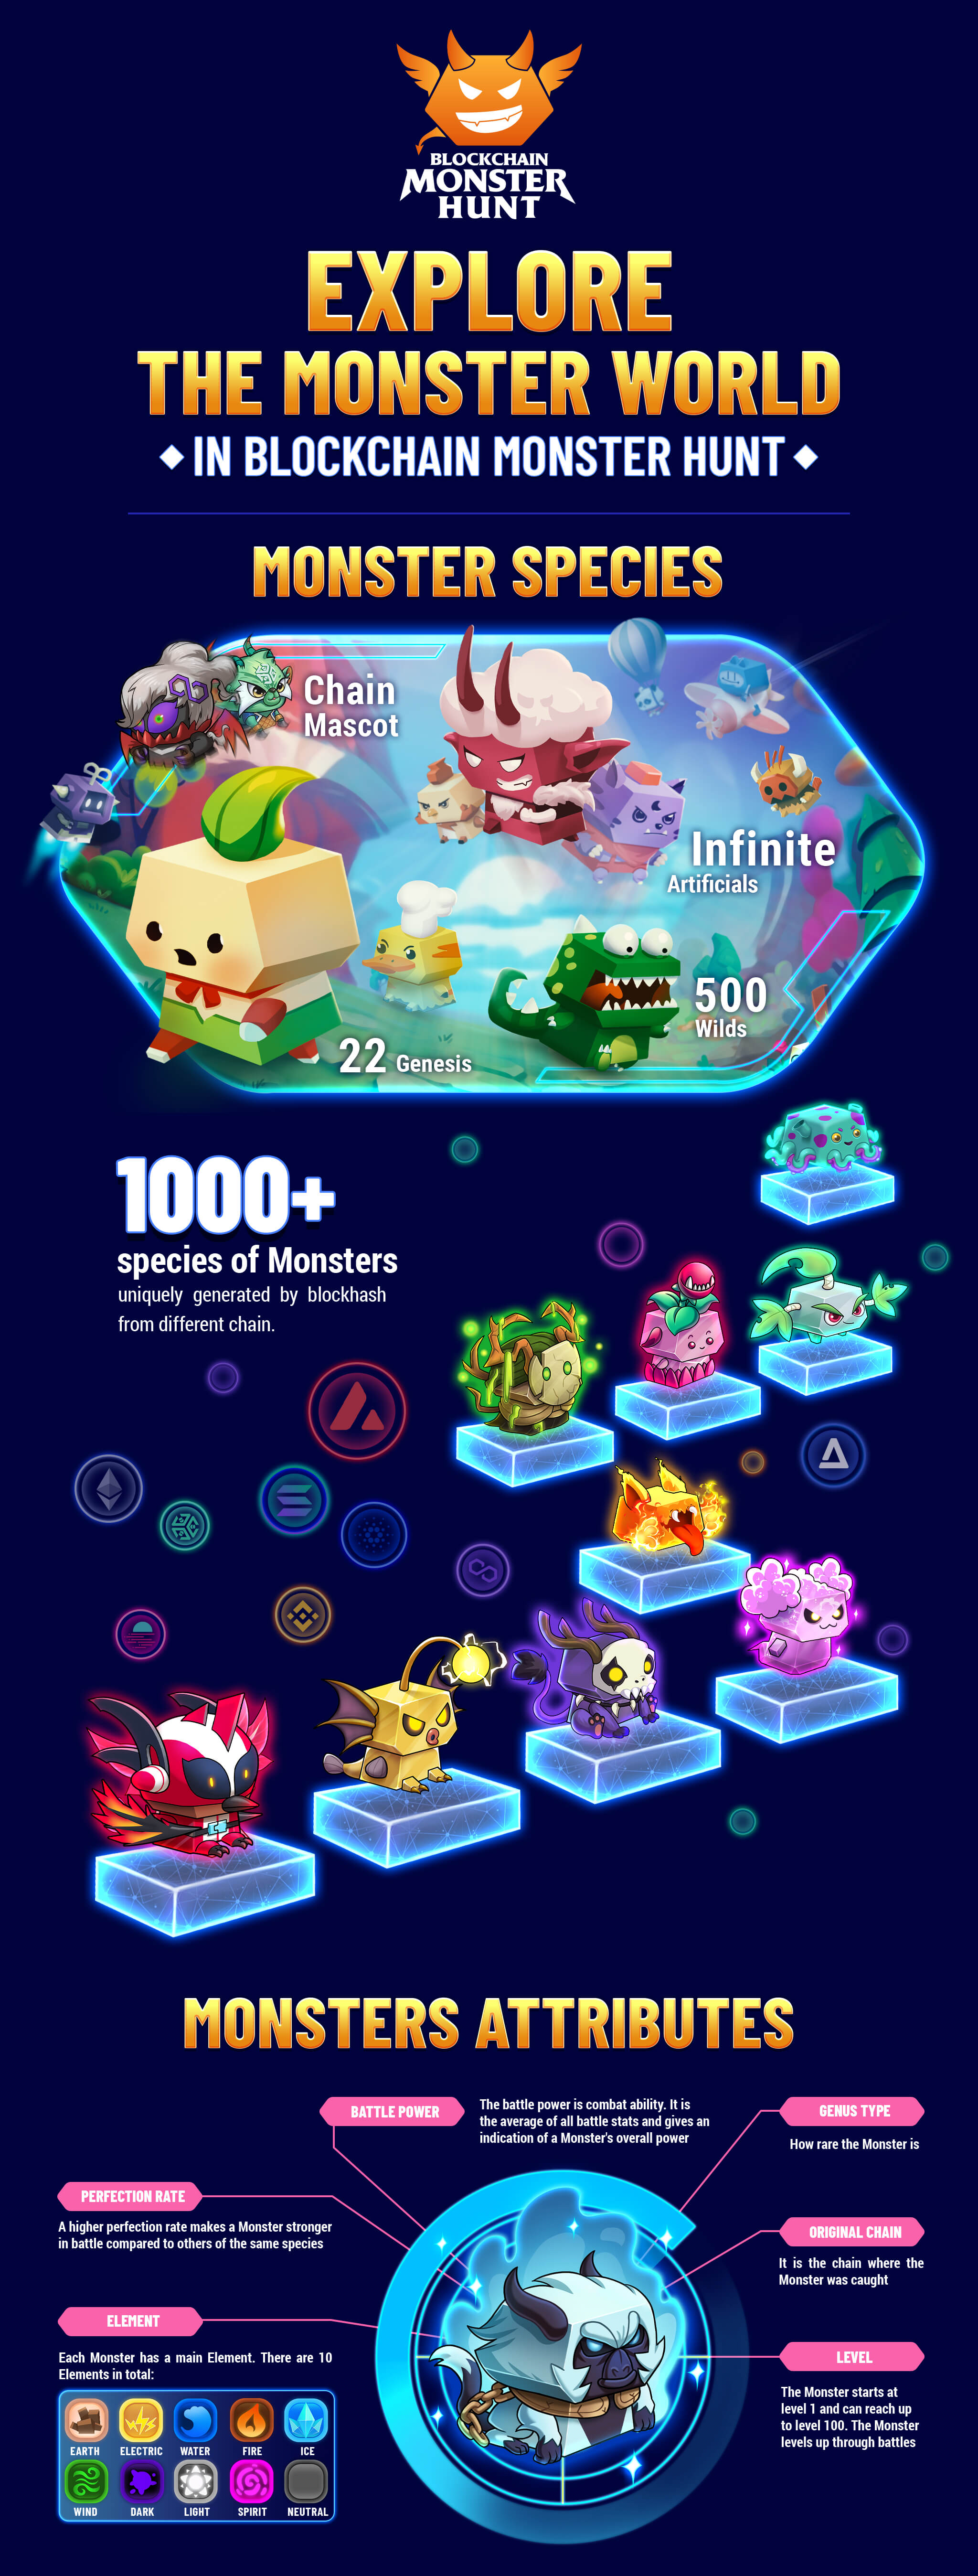 BLOCKCHAIN
MONSTER
HUNT
EXPLORE
THE MONSTER WORLD
IN BLOCKCHAIN MONSTER HUNT
MONSTER SPECIES
Chain
Mascot
Infinite
Artificials
500
Wilds
22 Genesis
1000+
species of Monsters
uniquely generated by blockhash
from different chain.
MONSTERS ATTRIBUTES
BATTLE POWER
The battle power is combat ability. It is
the average of all battle stats and gives an
indication of a Monster's overall power
GENUS TYPE
How rare the Monster is
PERFECTION RATE
A higher perfection rate makes a Monster stronger
in battle compared to others of the same species
ORIGINAL CHAIN
It is the chain where the
Monster was caught
ELEMENT
Each Monster has a main Element. There are 10
Elements in total:
EARTH ELECTRIC WATER FIRE ICE
WIND DARK LIGHT SPIRIT NEUTRAL
LEVEL
The Monster starts at
level 1 and can reach up
to level 100. The Monster
levels up through battles